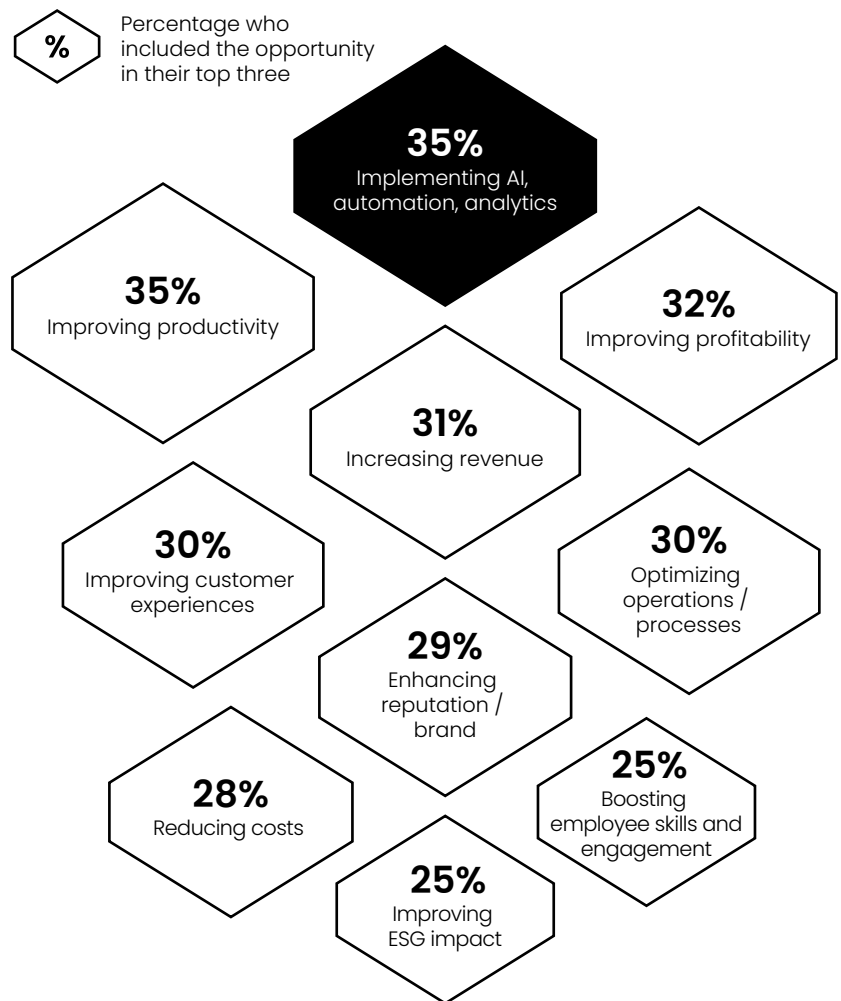 %
Percentage who
included the opportunity
in their top three
35%
Implementing AI,
automation, analytics
35%
Improving productivity
32%
Improving profitability
31%
Increasing revenue
30%
Improving customer
experiences
30%
Optimizing
operations /
processes
29%
Enhancing
reputation /
brand
28%
Reducing costs
25%
Boosting
employee skills and
engagement
25%
Improving
ESG impact